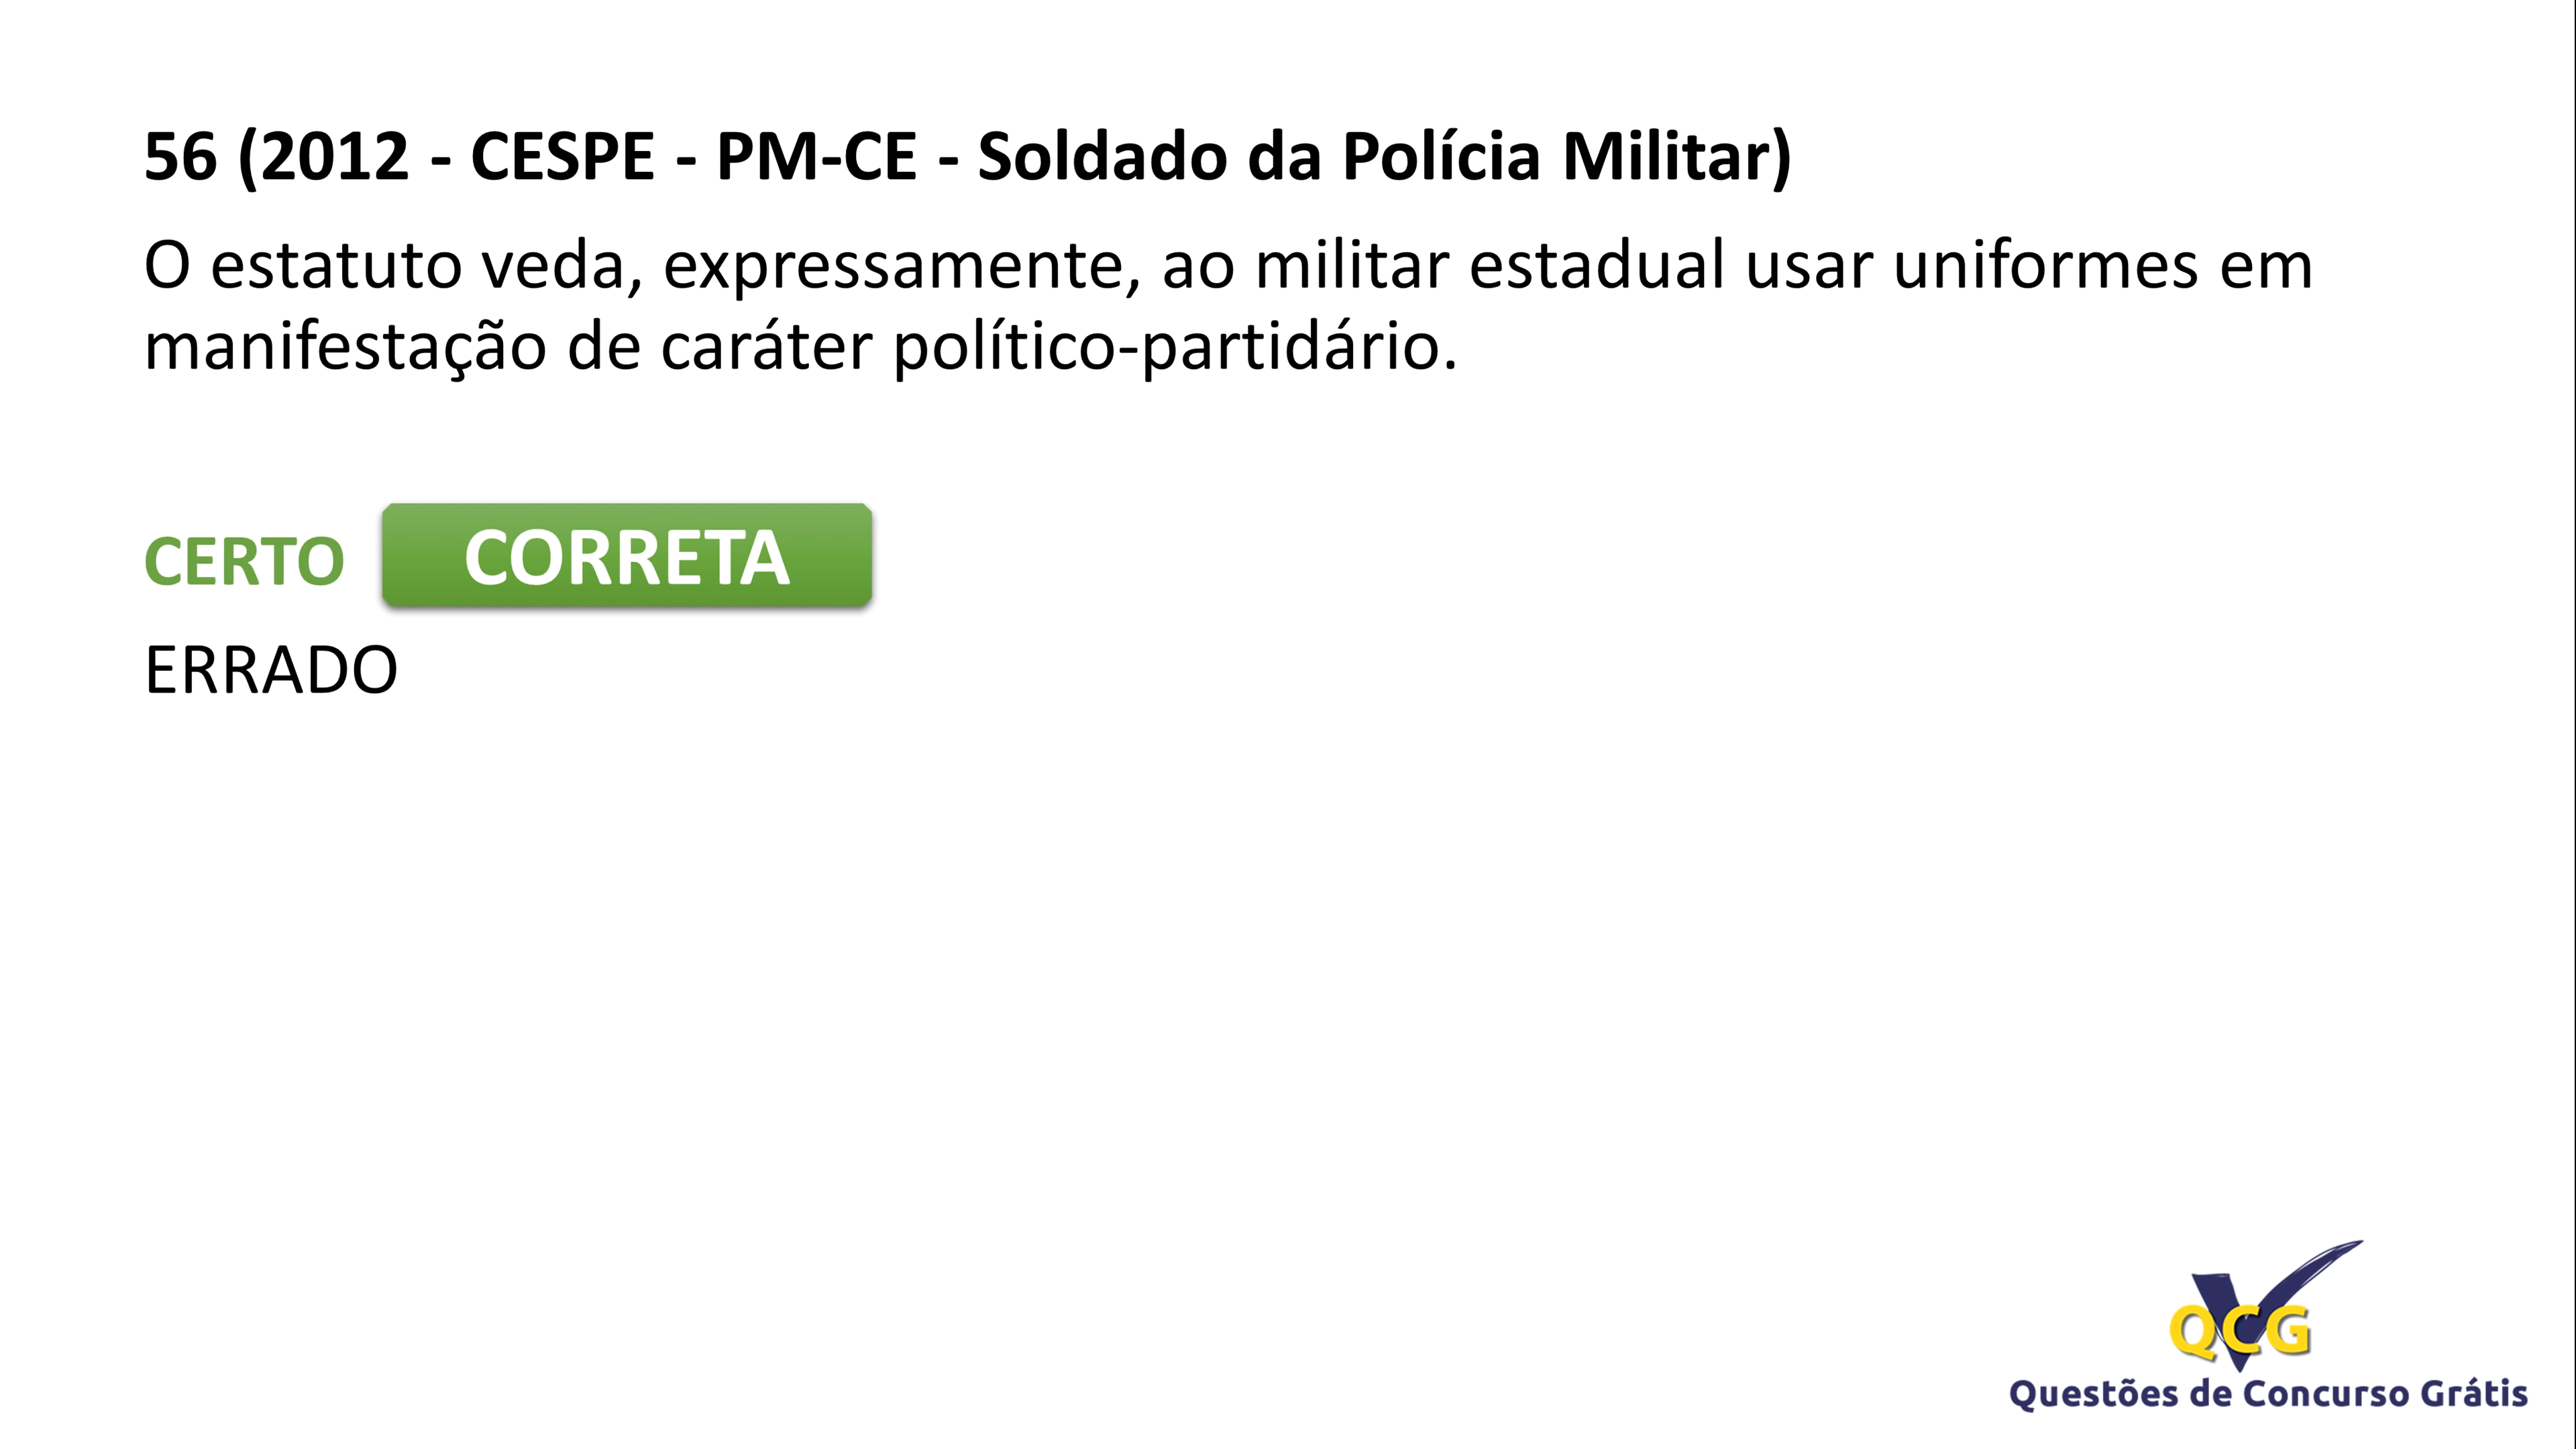 56 (2012 - CESPE - PM-CE - Soldado da Polícia Militar)
O estatuto veda, expressamente, ao militar estadual usar uniformes em
manifestação de caráter político-partidário.
CERTO CORRETA
ERRADO
QCG
Questões de Concurso Grátis